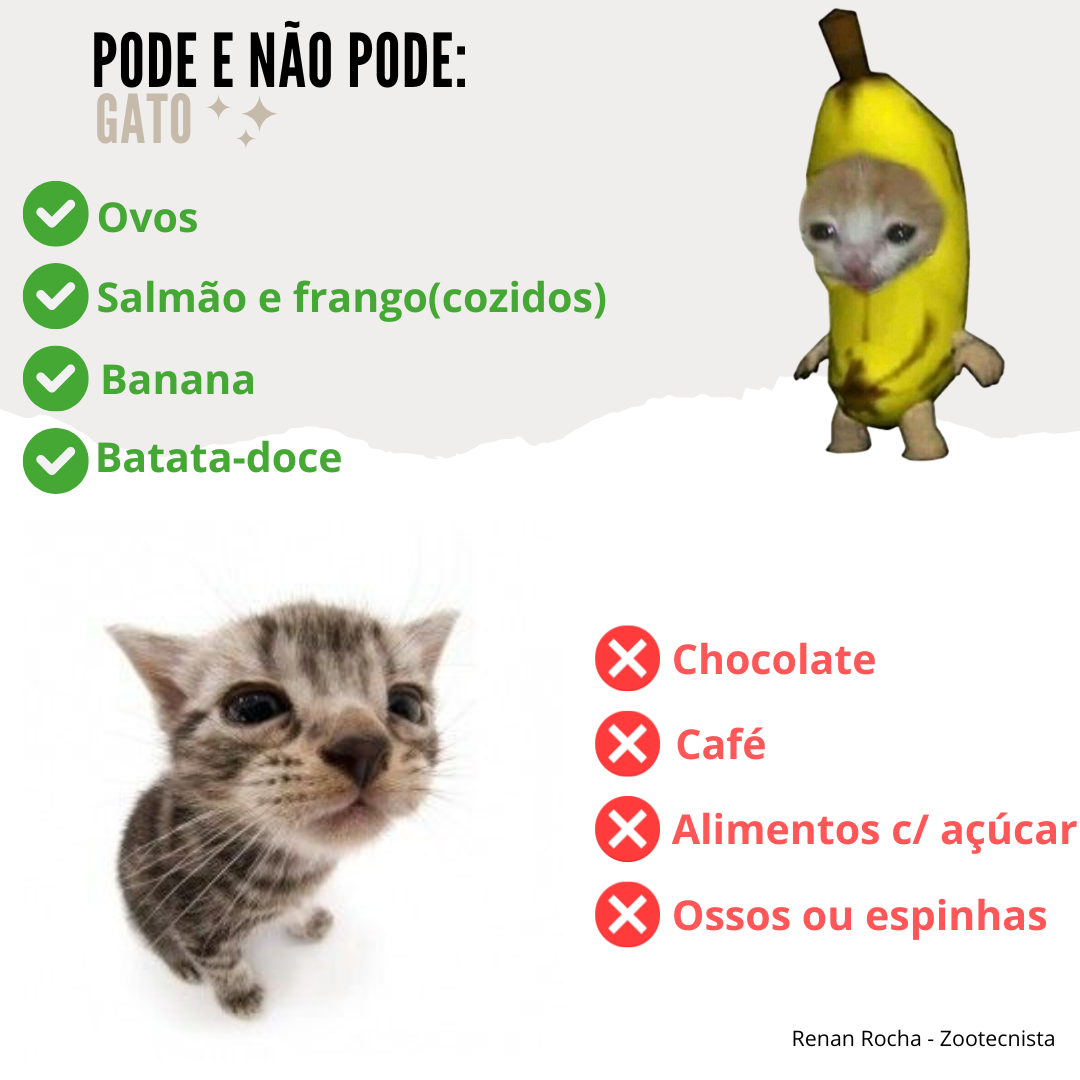 PODE E NÃO PODE:
GATO
Ovos
Salmão e frango(cozidos)
Banana
Batata-doce
Chocolate
Café
Alimentos c/ açúcar
Ossos ou espinhas
Renan Rocha - Zootecnista